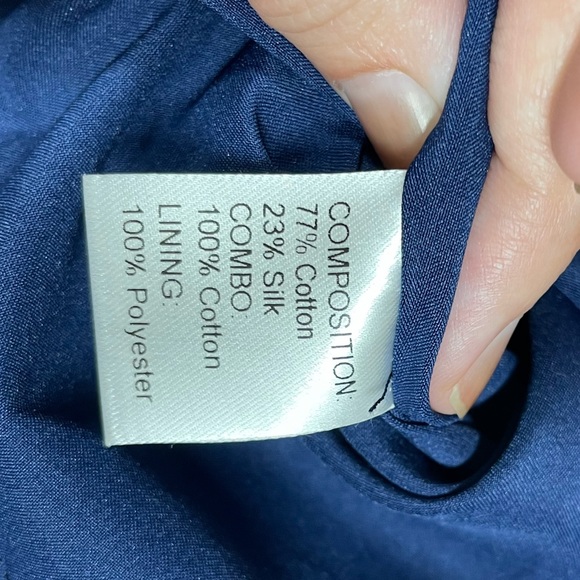 COMPOSITION:
77% Cotton
23% Silk
COMBO:
100% Cotton
LINING:
100% Polyester